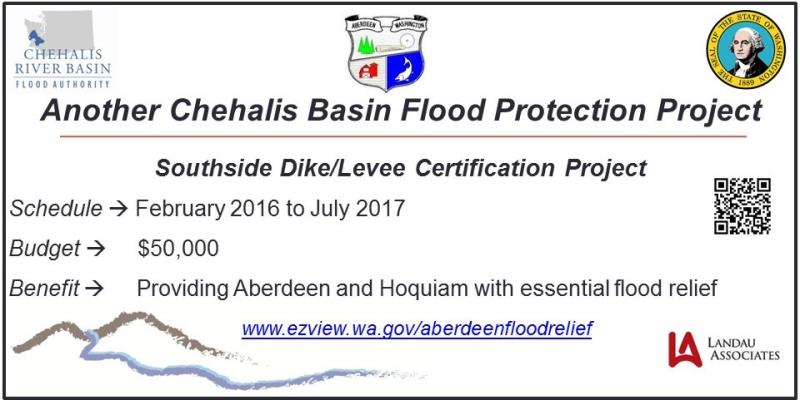 CHEHALIS
RIVER BASIN
FLOOD AUTHORITY
ABERDEEN WASHINGTON
THE SEAL OF THE STATE OF WASHINGTON
1889
Another Chehalis Basin Flood Protection Project
Southside Dike/Levee Certification Project
Schedule → February 2016 to July 2017
Budget → $50,000
Benefit → Providing Aberdeen and Hoquiam with essential flood relief
www.ezview.wa.gov/aberdeenfloodrelief
LA LANDAU
ASSOCIATES